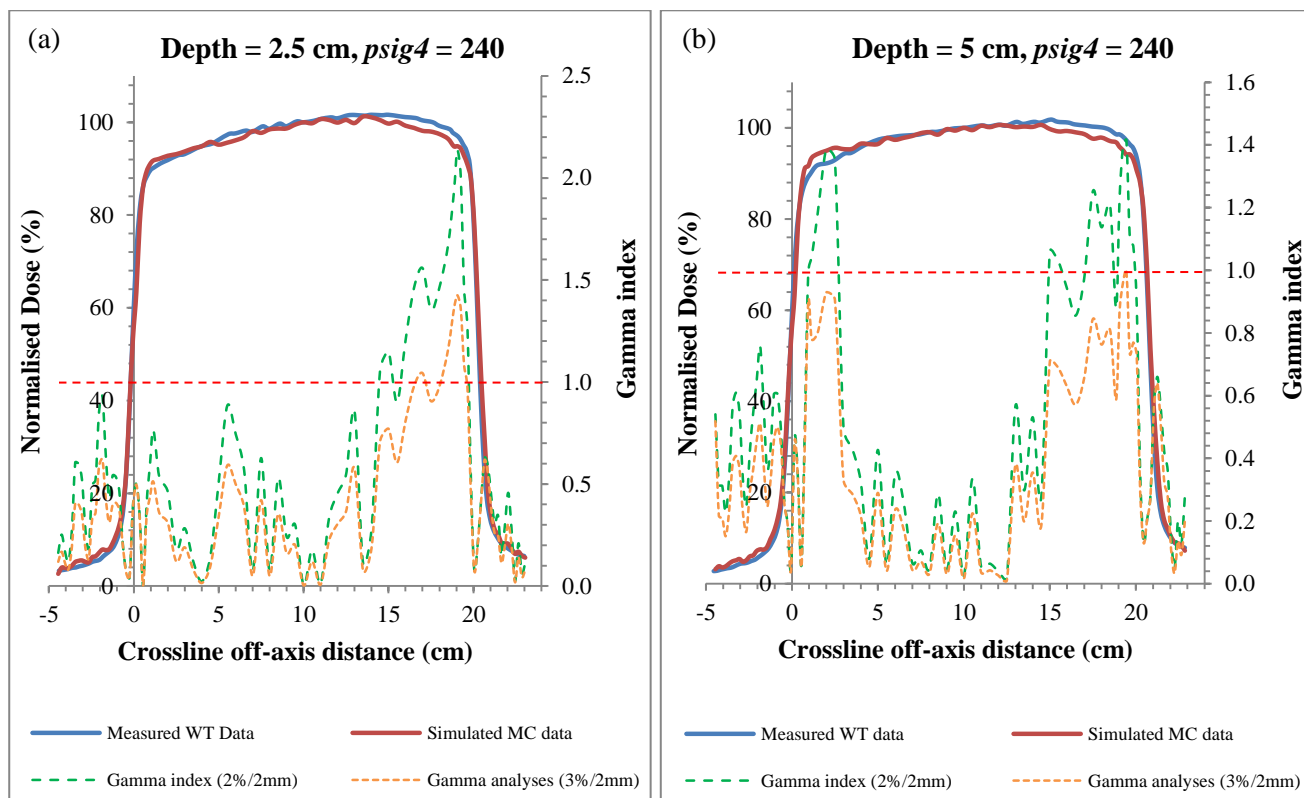 (a)
Depth = 2.5 cm, psig4 = 240
Normalised Dose (%)
100
80
60
40
20
0
-5 0 5 10 15 20
Crossline off-axis distance (cm)
2.5
2.0
1.5
1.0
0.5
0.0
Gamma index
Measured WT Data
Simulated MC data
Gamma index (2%/2mm)
Gamma analyses (3%/2mm)
(b)
Depth = 5 cm, psig4 = 240
Normalised Dose (%)
100
80
60
40
20
0
-5 0 5 10 15 20
Crossline off-axis distance (cm)
1.6
1.4
1.2
1.0
0.8
0.6
0.4
0.2
0.0
Gamma index
Measured WT data
Simulated MC data
Gamma index (2%/2mm)
Gamma analyses (3%/2mm)